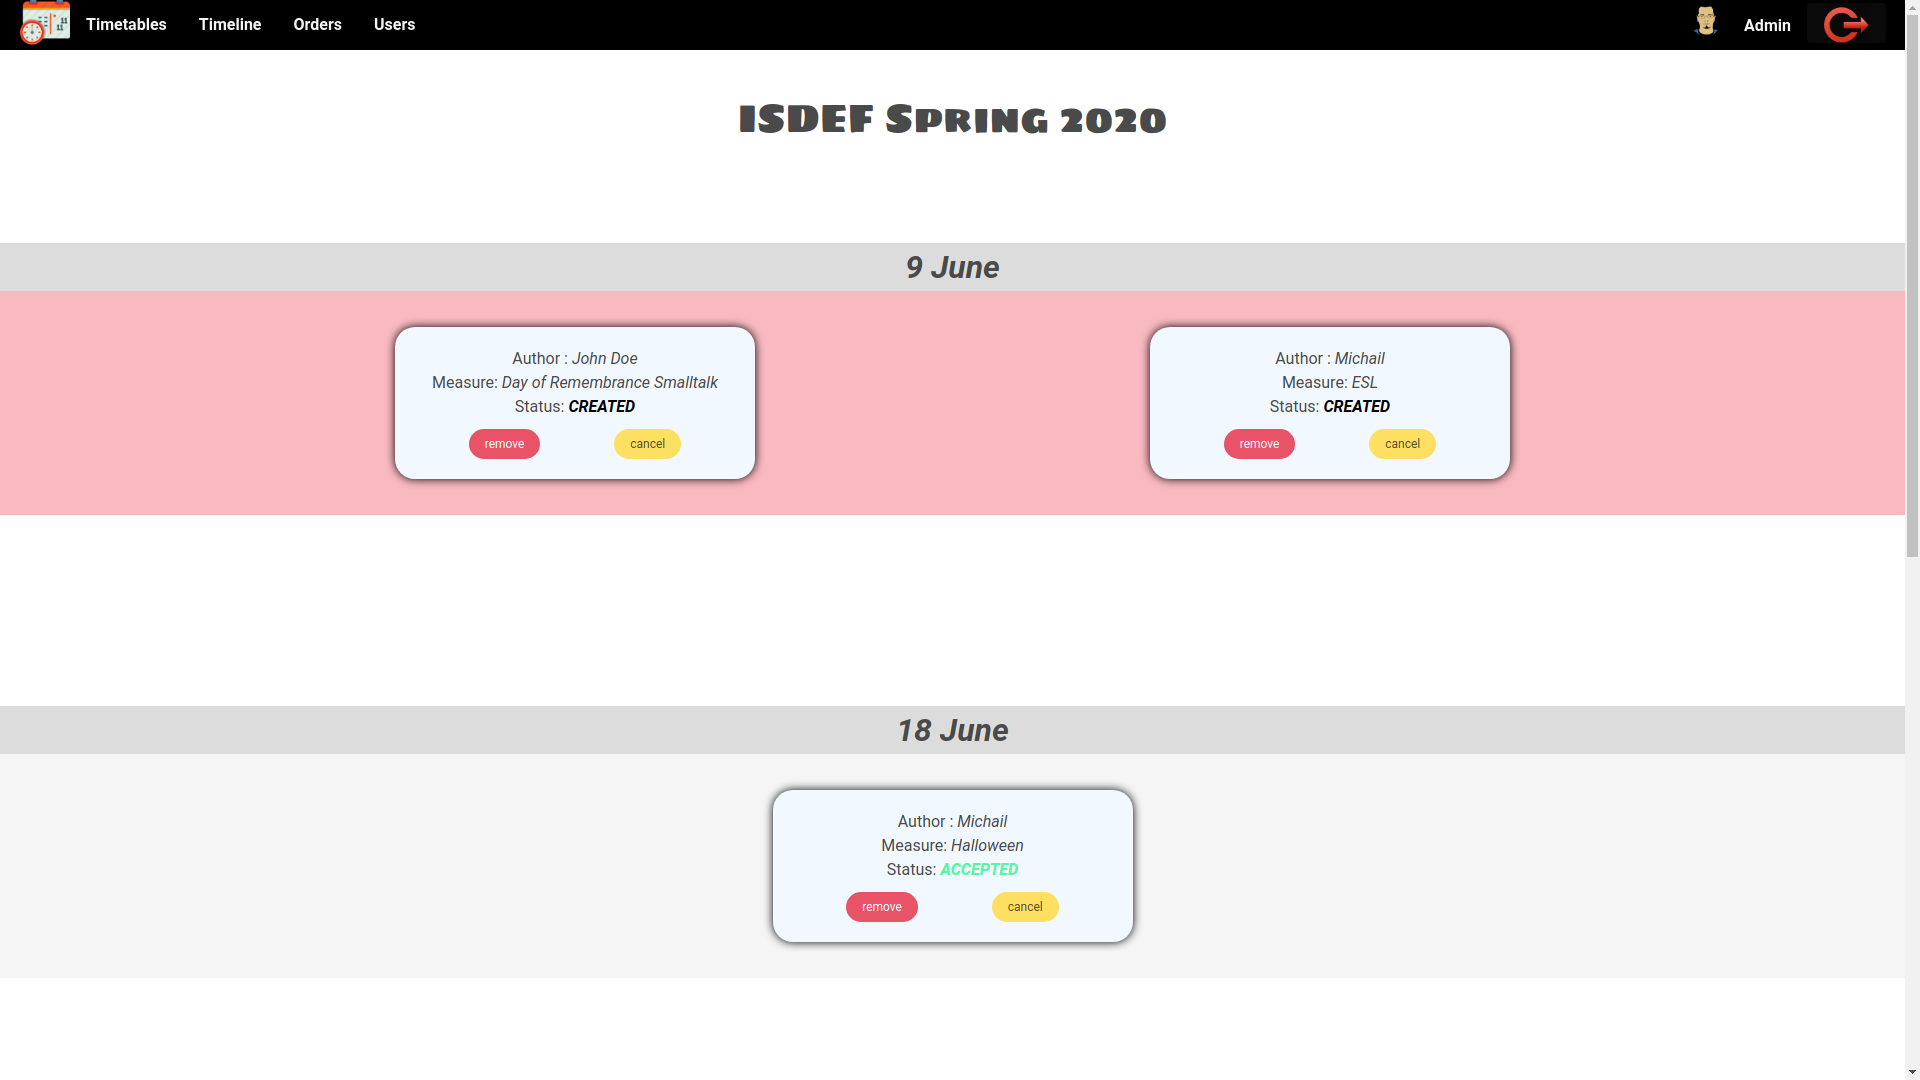 Timetables Timeline Orders Users Admin
ISDEF Spring 2020
9 June
Author : John Doe
Measure: Day of Remembrance Smalltalk
Status: CREATED
remove cancel
Author : Michail
Measure: ESL
Status: CREATED
remove cancel
18 June
Author : Michail
Measure: Halloween
Status: ACCEPTED
remove cancel